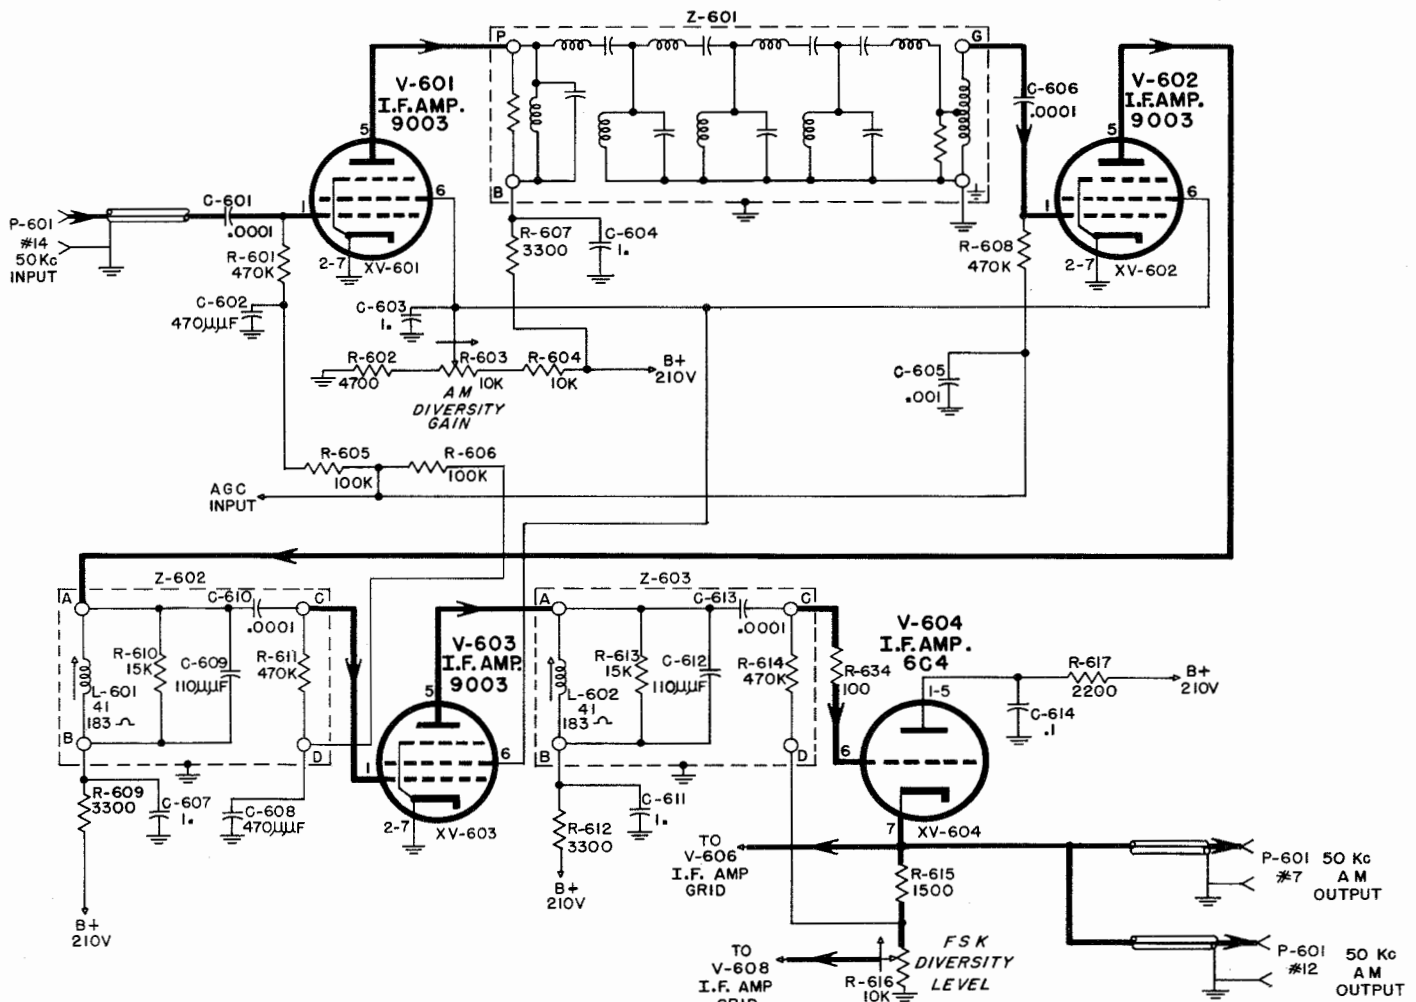 Z-601
P
G
V-601
I.F. AMP.
9003
5
C-606
.0001
V-602
I.F. AMP.
9003
5
B
P-601
#14
50 Kc
INPUT
C-601
.0001
1
6
R-601
470K
2-7
XV-601
R-607
3300
C-604
1.
R-608
470K
1
6
2-7
XV-602
C-602
470µµF
C-603
1.
R-602
4700
R-603
10K
R-604
10K
B+
210V
AM
DIVERSITY
GAIN
C-605
.001
R-605
100K
R-606
100K
AGC
INPUT
Z-602
A
C-610
.0001
C
R-610
15K
C-609
110µµF
R-611
470K
L-601
41
183
B
D
R-609
3300
C-607
1.
C-608
470µµF
B+
210V
V-603
I.F. AMP.
9003
5
1
6
2-7
XV-603
Z-603
A
C-613
.0001
C
R-613
15K
C-612
110µµF
R-614
470K
L-602
41
183
B
D
C-611
1.
R-612
3300
B+
210V
R-634
100
V-604
I.F. AMP.
6C4
1-5
R-617
2200
B+
210V
C-614
.1
6
7
XV-604
TO
V-606
I.F. AMP
GRID
R-615
1500
P-601
#7
50 Kc
AM
OUTPUT
TO
V-608
I.F. AMP
GRID
R-616
10K
FSK
DIVERSITY
LEVEL
P-601
#12
50 Kc
AM
OUTPUT